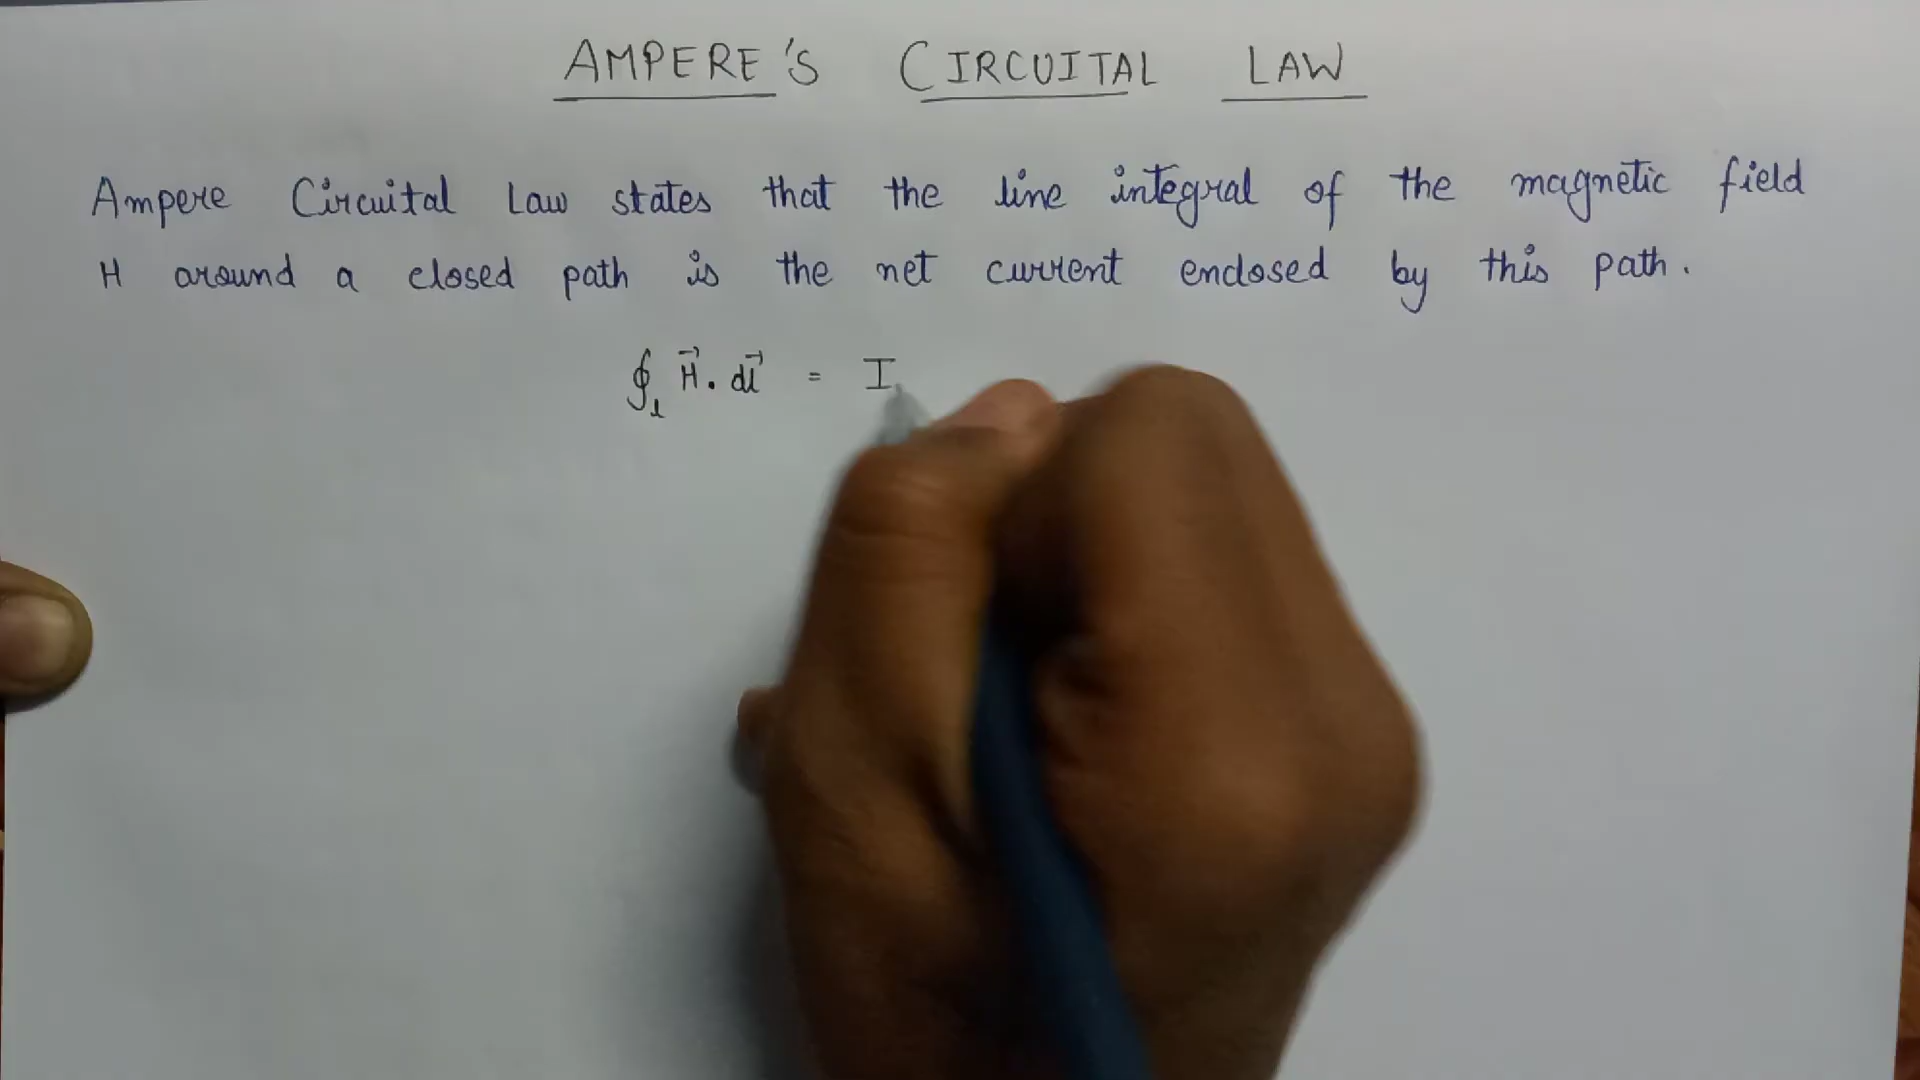 AMPERE'S CIRCUITAL LAW
Ampere Circuital Law states that the line integral of the magnetic field
H around a closed path is the net current enclosed by this path.
∮_l H⃗ . dl⃗ = I